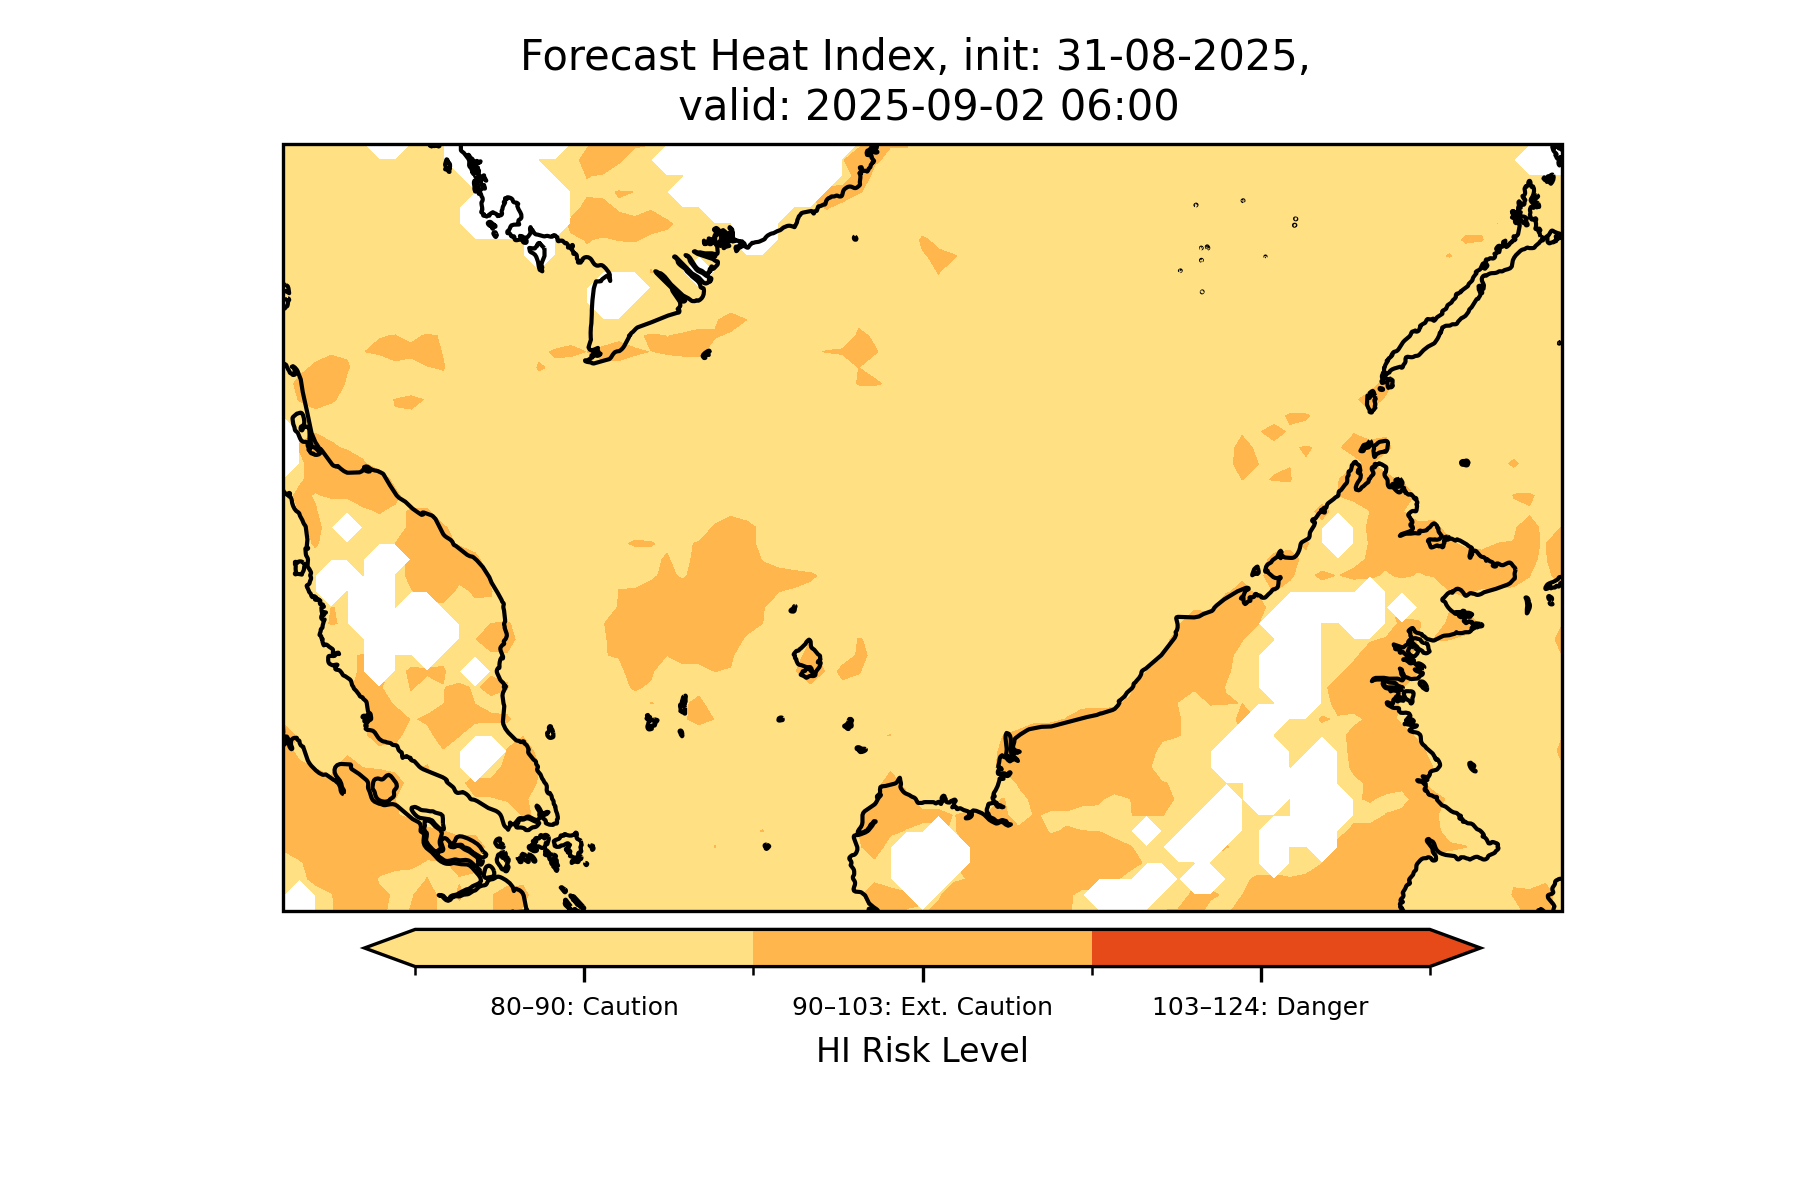 Forecast Heat Index, init: 31-08-2025,
valid: 2025-09-02 06:00
80–90: Caution
90–103: Ext. Caution
103–124: Danger
HI Risk Level